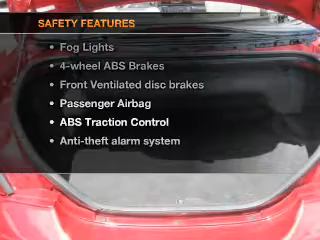 SAFETY FEATURES
• Fog Lights
• 4-wheel ABS Brakes
• Front Ventilated disc brakes
• Passenger Airbag
• ABS Traction Control
• Anti-theft alarm system